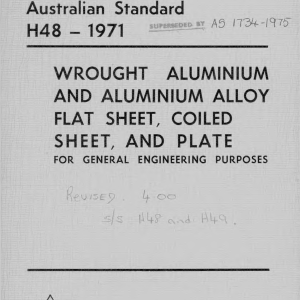 Australian Standard
H48 – 1971
SUPERSEDED BY AS 1734-1975
WROUGHT ALUMINIUM
AND ALUMINIUM ALLOY
FLAT SHEET, COILED
SHEET, AND PLATE
FOR GENERAL ENGINEERING PURPOSES
REVISED 4.00
S/S H48 and H49.